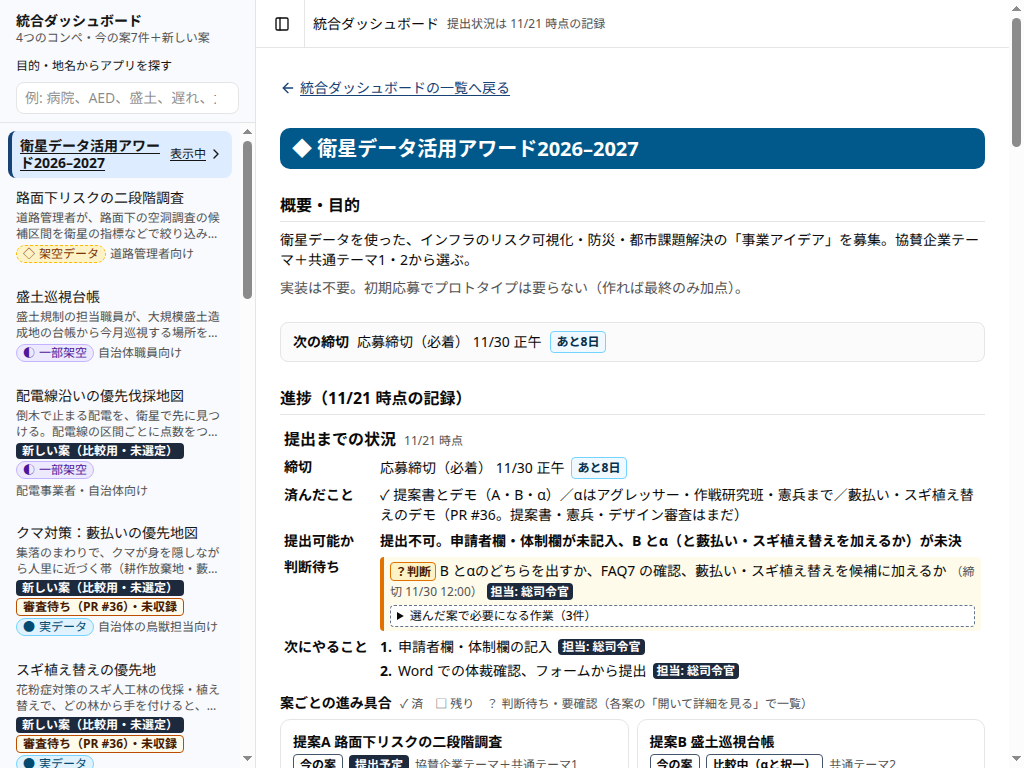 統合ダッシュボード
4つのコンペ・今の案7件＋新しい案
目的・地名からアプリを探す
例: 病院、AED、盛土、遅れ、
衛星データ活用アワー
ド2026–2027
表示中
路面下リスクの二段階調査
道路管理者が、路面下の空洞調査の候
補区間を衛星の指標などで絞り込み…
◇ 架空データ 道路管理者向け
盛土巡視台帳
盛土規制の担当職員が、大規模盛土造
成地の台帳から今月巡視する場所を…
◐ 一部架空 自治体職員向け
配電線沿いの優先伐採地図
倒木で止まる配電を、衛星で先に見つ
ける。配電線の区間ごとに点数をつ…
新しい案（比較用・未選定）
◐ 一部架空
配電事業者・自治体向け
クマ対策：藪払いの優先地図
集落のまわりで、クマが身を隠しなが
ら人里に近づく帯（耕作放棄地・藪…
新しい案（比較用・未選定）
審査待ち（PR #36）・未収録
● 実データ 自治体の鳥獣担当向け
スギ植え替えの優先地
花粉症対策のスギ人工林の伐採・植え
替えで、どの林から手を付けると、…
新しい案（比較用・未選定）
審査待ち（PR #36）・未収録
● 実データ
統合ダッシュボード 提出状況は 11/21 時点の記録
← 統合ダッシュボードの一覧へ戻る
◆ 衛星データ活用アワード2026–2027
概要・目的
衛星データを使った、インフラのリスク可視化・防災・都市課題解決の「事業アイデア」を募集。協賛企業テー
マ＋共通テーマ1・2から選ぶ。
実装は不要。初期応募でプロトタイプは要らない（作れば最終のみ加点）。
次の締切 応募締切（必着） 11/30 正午 あと8日
進捗（11/21 時点の記録）
提出までの状況 11/21 時点
締切 応募締切（必着） 11/30 正午 あと8日
済んだこと ✓ 提案書とデモ（A・B・α）／αはアグレッサー・作戦研究班・憲兵まで／藪払い・スギ植え替
えのデモ（PR #36。提案書・憲兵・デザイン審査はまだ）
提出可能か 提出不可。申請者欄・体制欄が未記入、B とα（と藪払い・スギ植え替えを加えるか）が未決
判断待ち ？判断 B とαのどちらを出すか、FAQ7 の確認、藪払い・スギ植え替えを候補に加えるか （締
切 11/30 12:00） 担当: 総司令官
▶ 選んだ案で必要になる作業（3件）
次にやること 1. 申請者欄・体制欄の記入 担当: 総司令官
2. Word での体裁確認、フォームから提出 担当: 総司令官
案ごとの進み具合 ✓ 済 □ 残り ？ 判断待ち・要確認（各案の「開いて詳細を見る」で一覧）
提案A 路面下リスクの二段階調査
今の案 提出予定 協賛企業テーマ＋共通テーマ1
提案B 盛土巡視台帳
今の案 比較中（αと択一） 共通テーマ2